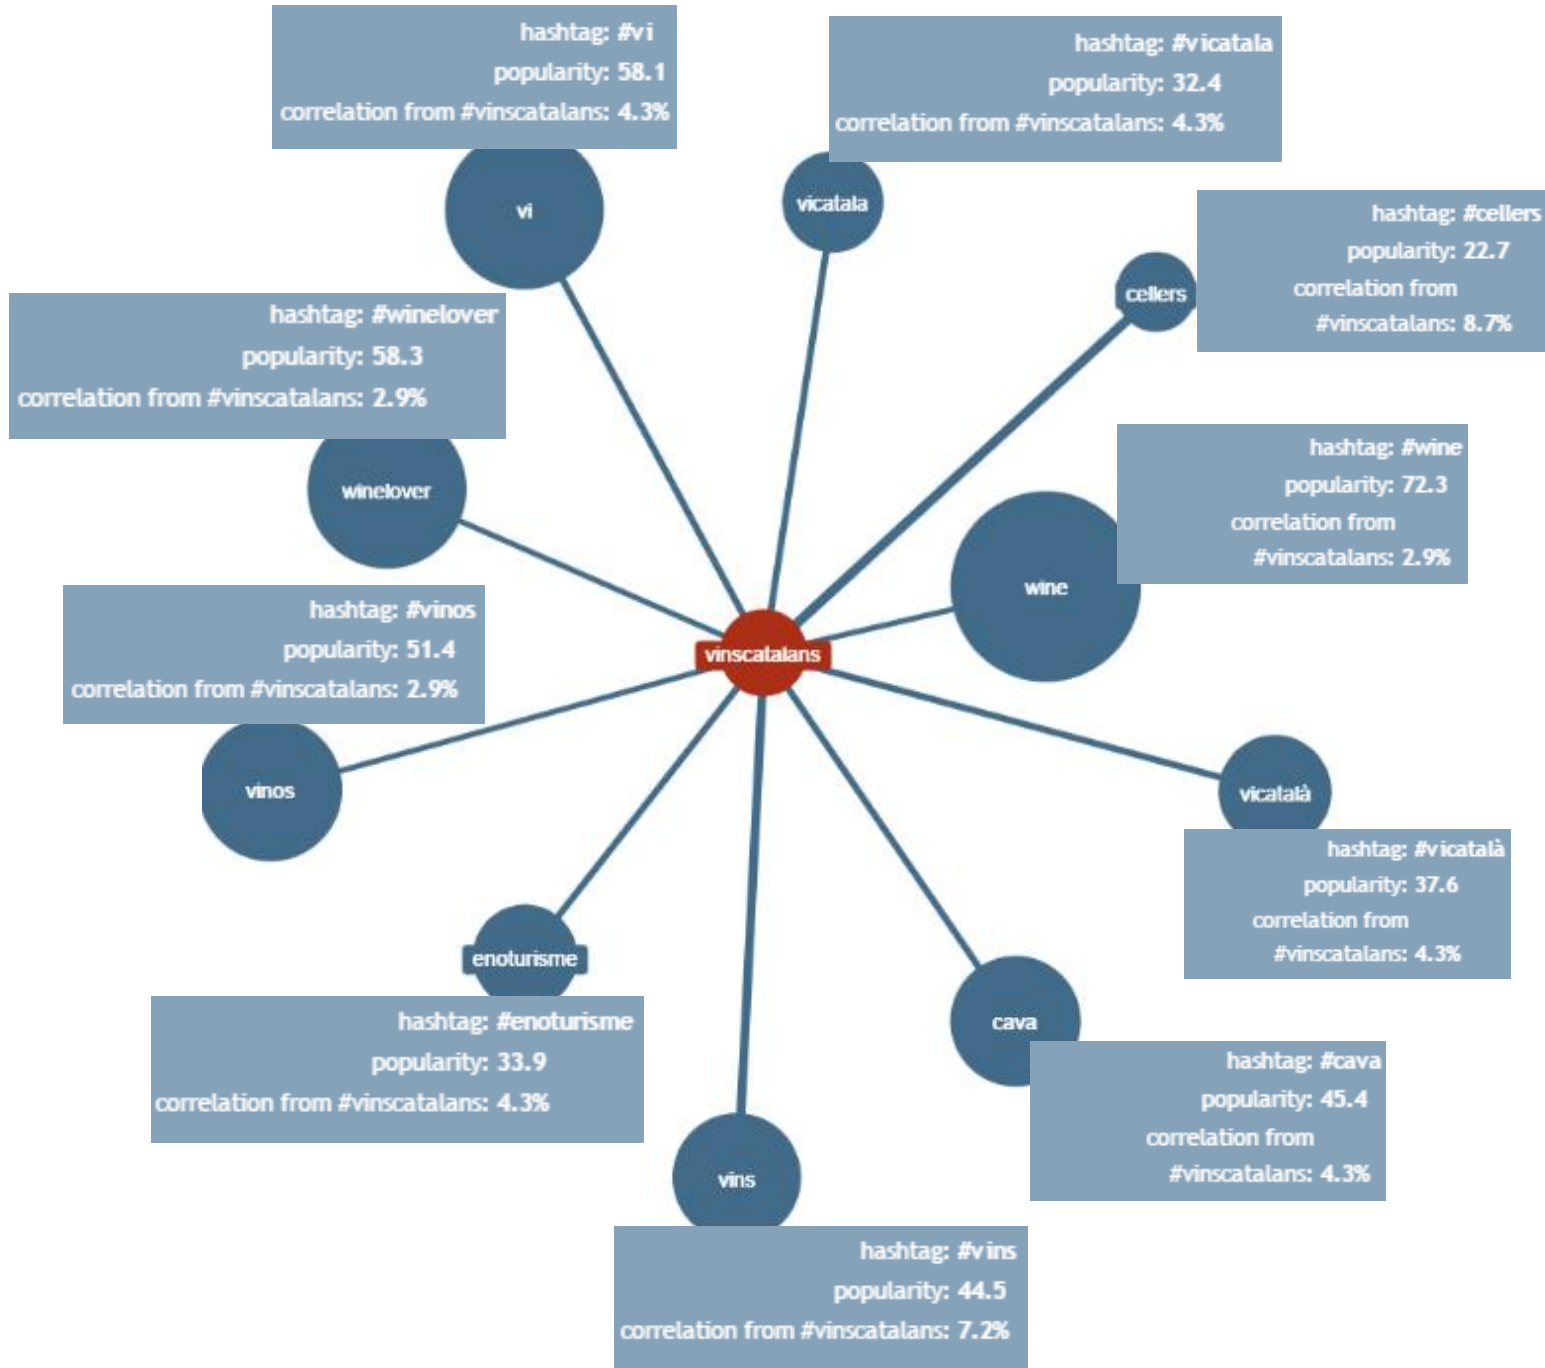 hashtag: #vi
popularity: 58.1
correlation from #vinscatalans: 4.3%
vi
hashtag: #vicatala
popularity: 32.4
correlation from #vinscatalans: 4.3%
vicatala
hashtag: #cellers
popularity: 22.7
correlation from
#vinscatalans: 8.7%
cellers
hashtag: #winelover
popularity: 58.3
correlation from #vinscatalans: 2.9%
winelover
hashtag: #wine
popularity: 72.3
correlation from
#vinscatalans: 2.9%
wine
hashtag: #vinos
popularity: 51.4
correlation from #vinscatalans: 2.9%
vinos
vinscatalans
vicatalà
hashtag: #vicatalà
popularity: 37.6
correlation from
#vinscatalans: 4.3%
enoturisme
hashtag: #enoturisme
popularity: 33.9
correlation from #vinscatalans: 4.3%
cava
hashtag: #cava
popularity: 45.4
correlation from
#vinscatalans: 4.3%
vins
hashtag: #vins
popularity: 44.5
correlation from #vinscatalans: 7.2%